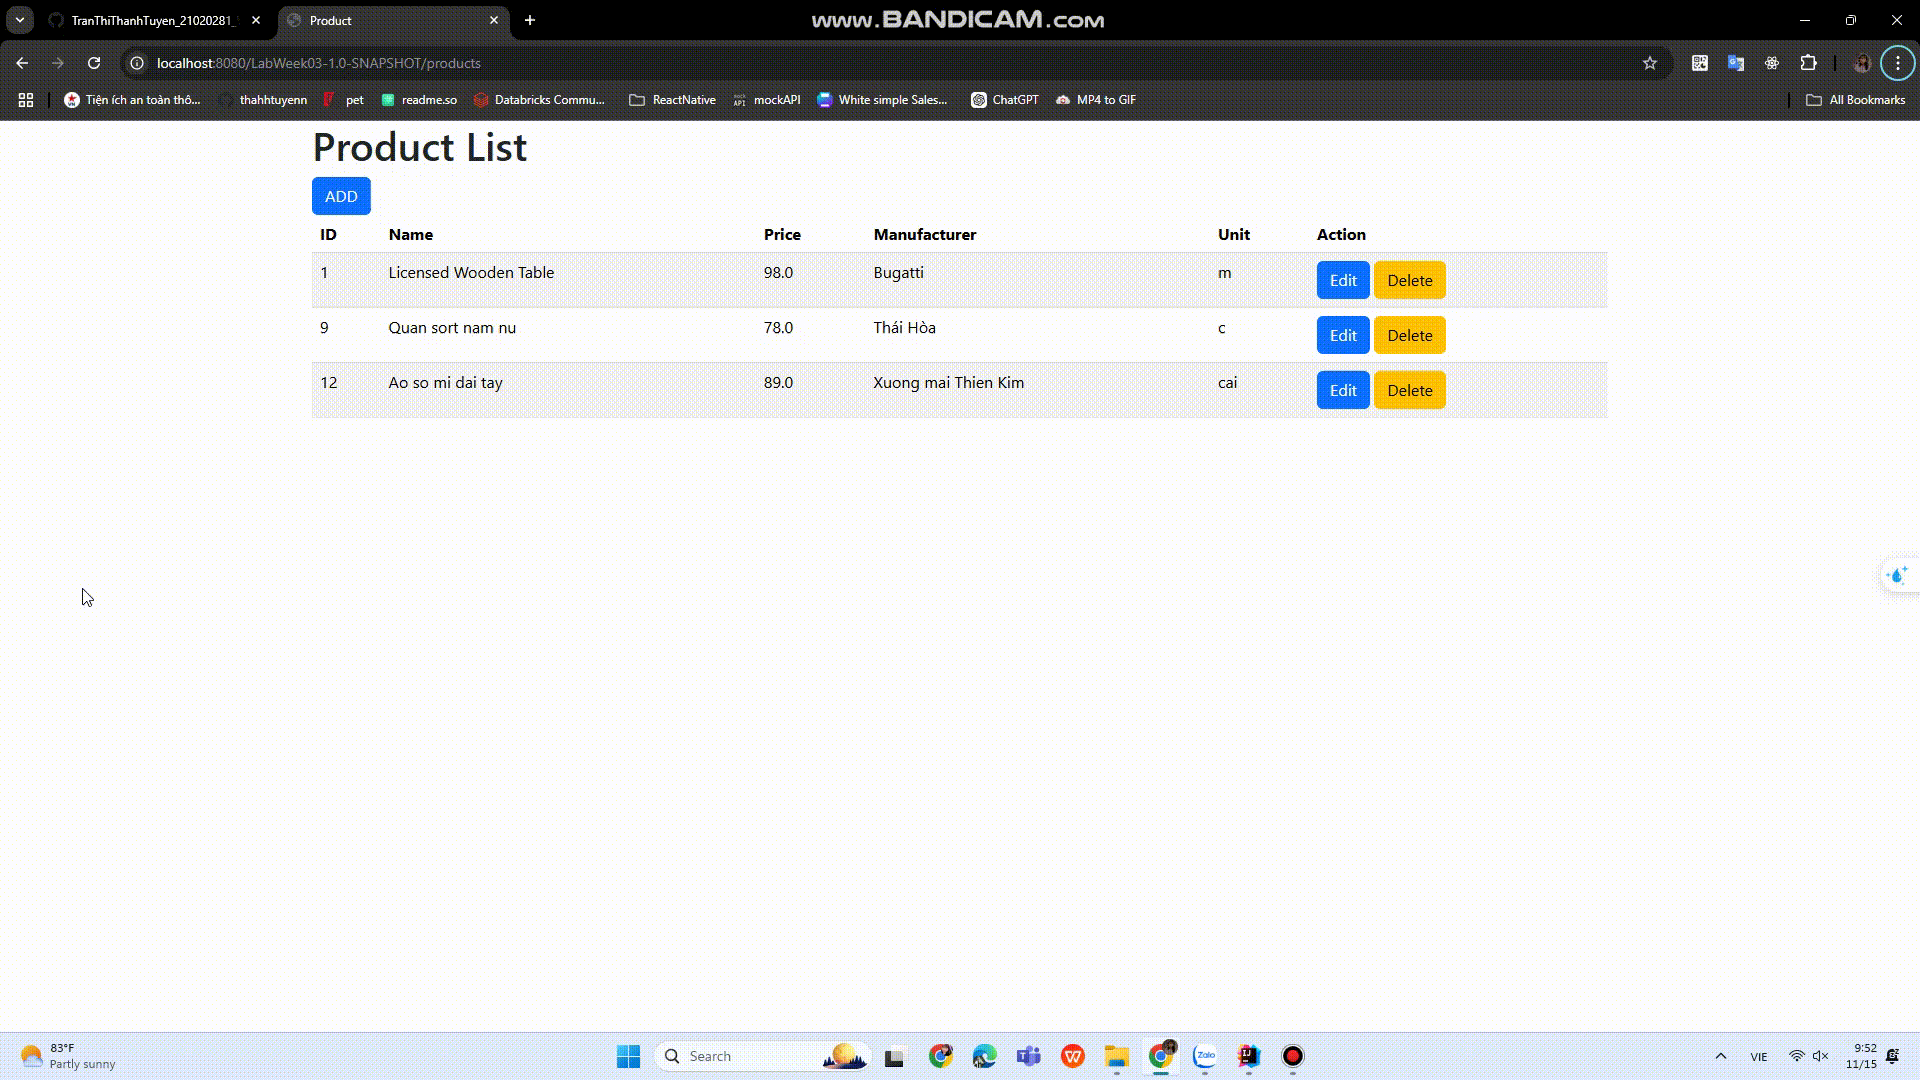 TranThiThanhTuyen_21020281_
Product
www.BANDICAM.com
localhost:8080/LabWeek03-1.0-SNAPSHOT/products
Tiện ích an toàn thô...
thahhtuyenn
pet
readme.so
Databricks Commu...
ReactNative
mockAPI
White simple Sales...
ChatGPT
MP4 to GIF
All Bookmarks
Product List
ADD
ID Name Price Manufacturer Unit Action
1 Licensed Wooden Table 98.0 Bugatti m Edit Delete
9 Quan sort nam nu 78.0 Thái Hòa c Edit Delete
12 Ao so mi dai tay 89.0 Xuong mai Thien Kim cai Edit Delete
83°F
Partly sunny
Search
Zalo
VIE
9:52
11/15